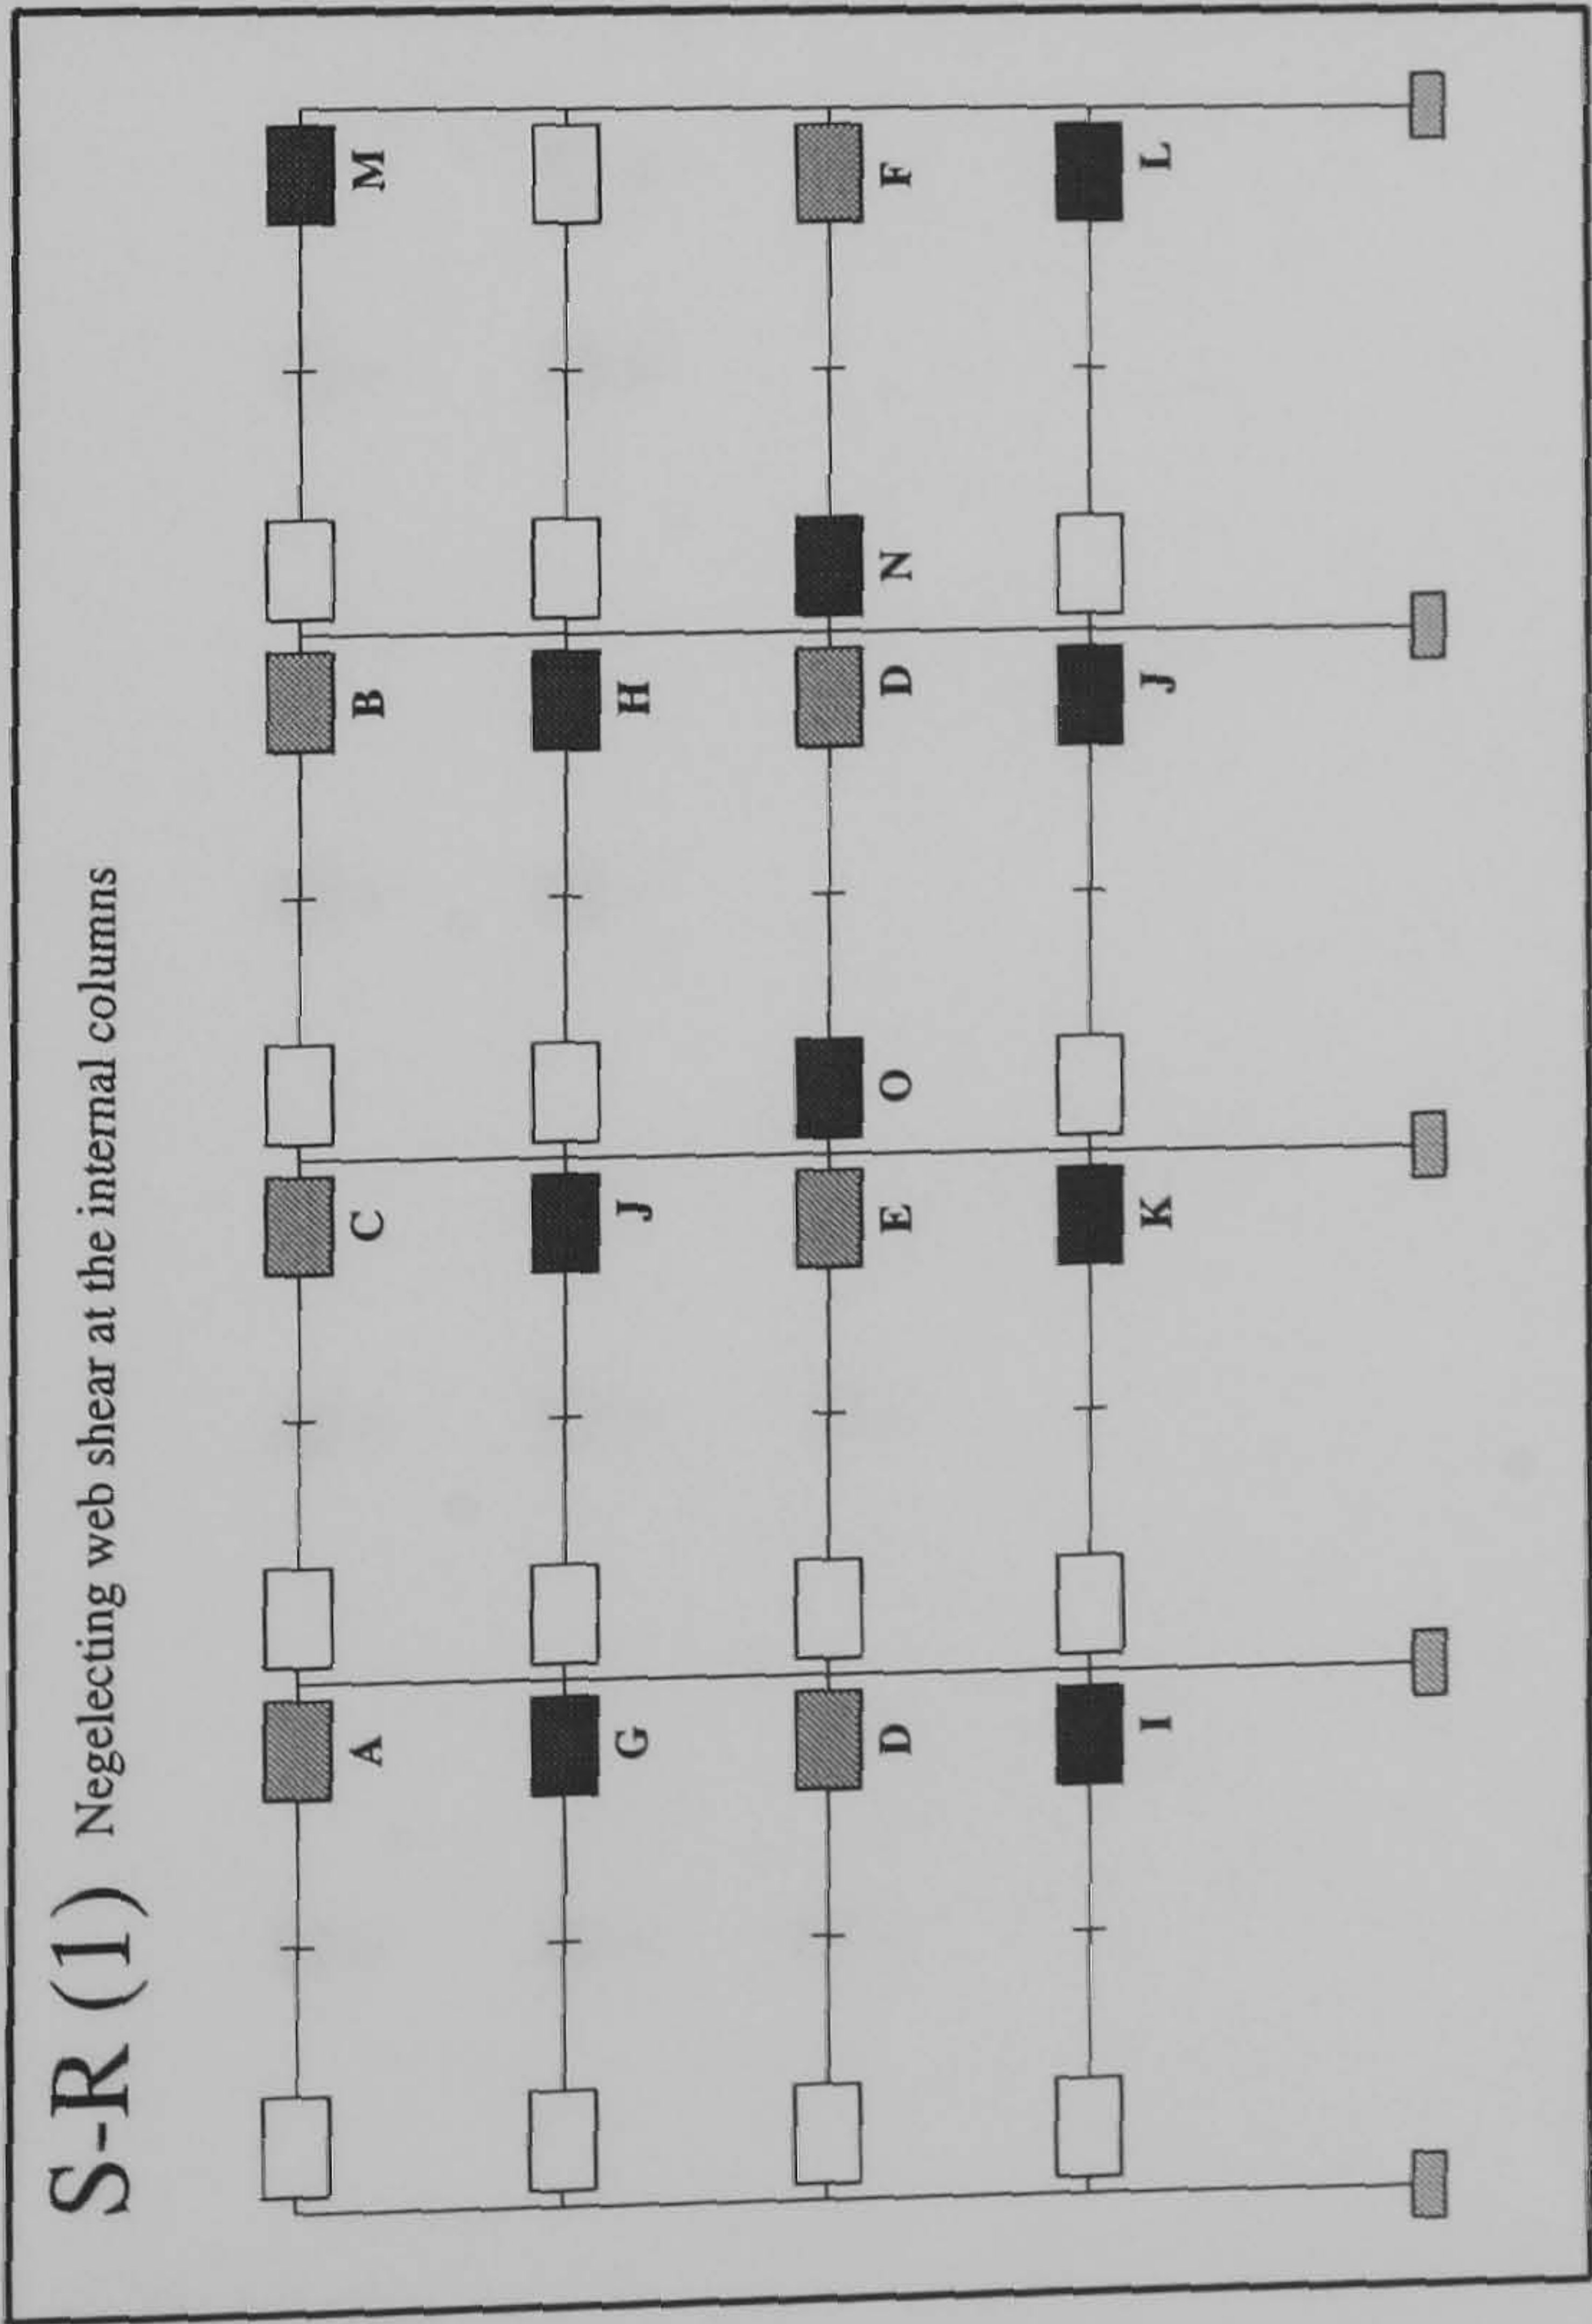 S-R (1) Negelecting web shear at the internal columns
A C B M
G J H
D E O D N F
I K J L